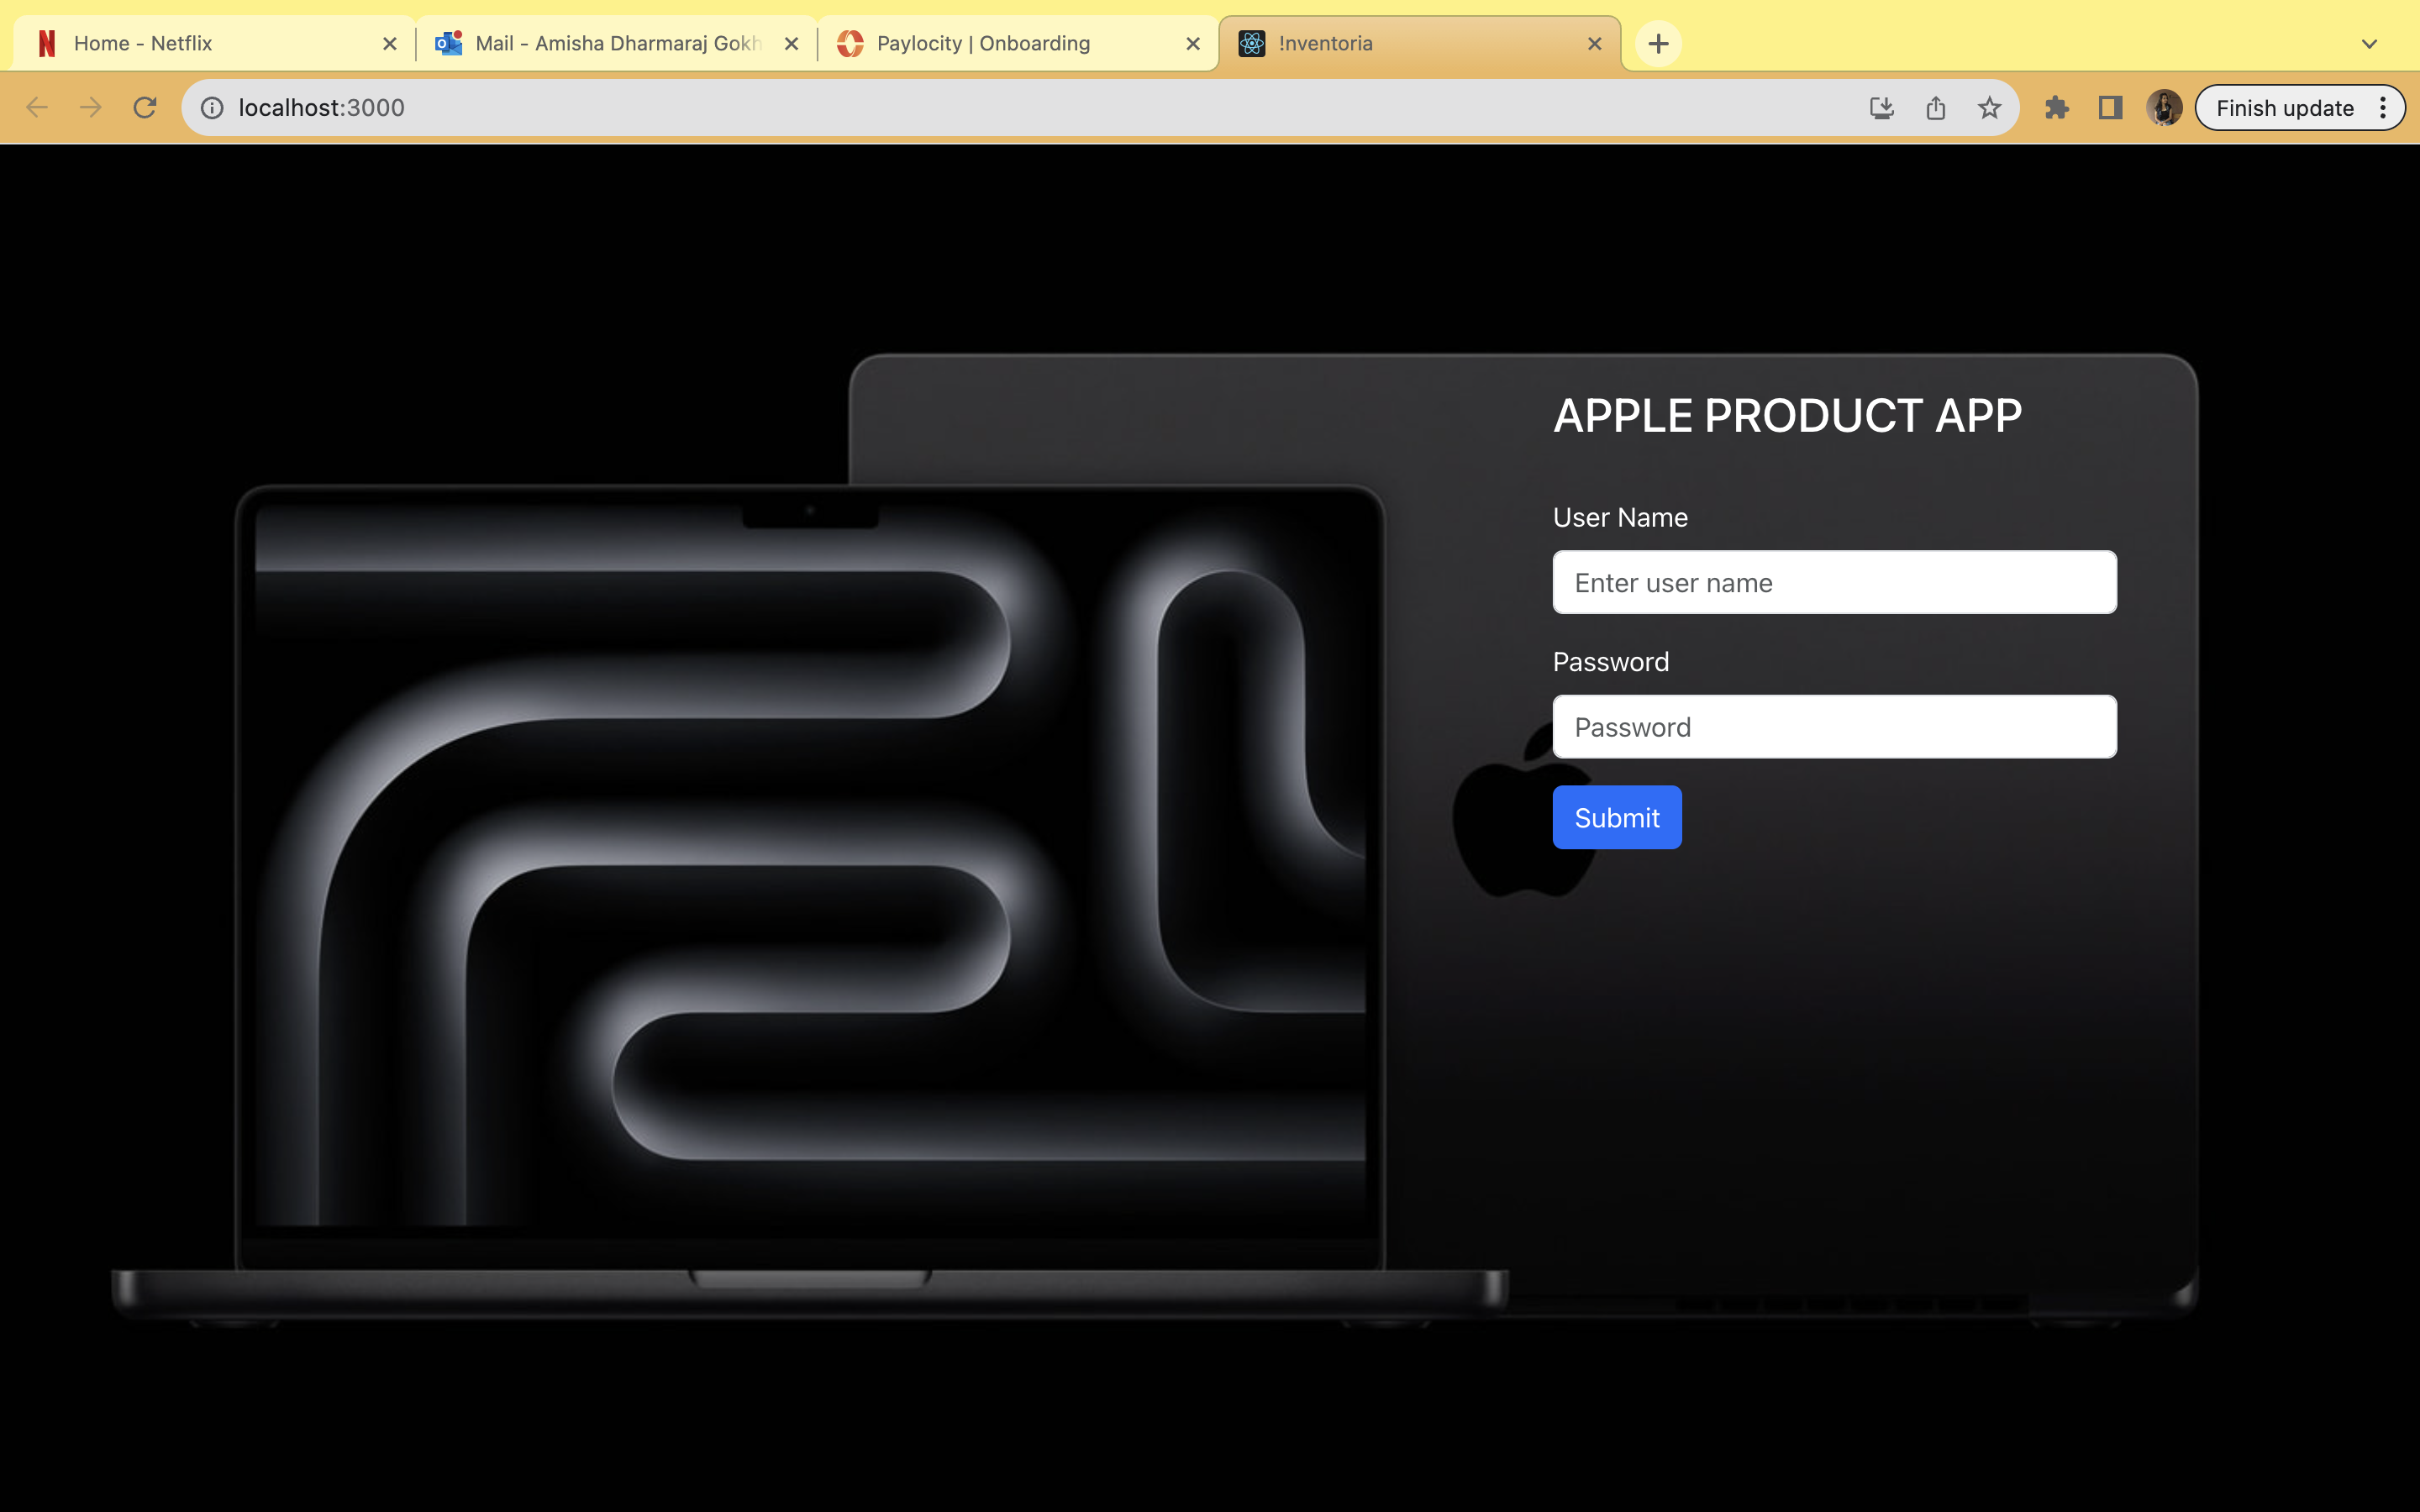 Home - Netflix
Mail - Amisha Dharmaraj Gokh
Paylocity | Onboarding
!nventoria
localhost:3000
Finish update
APPLE PRODUCT APP
User Name
Enter user name
Password
Password
Submit